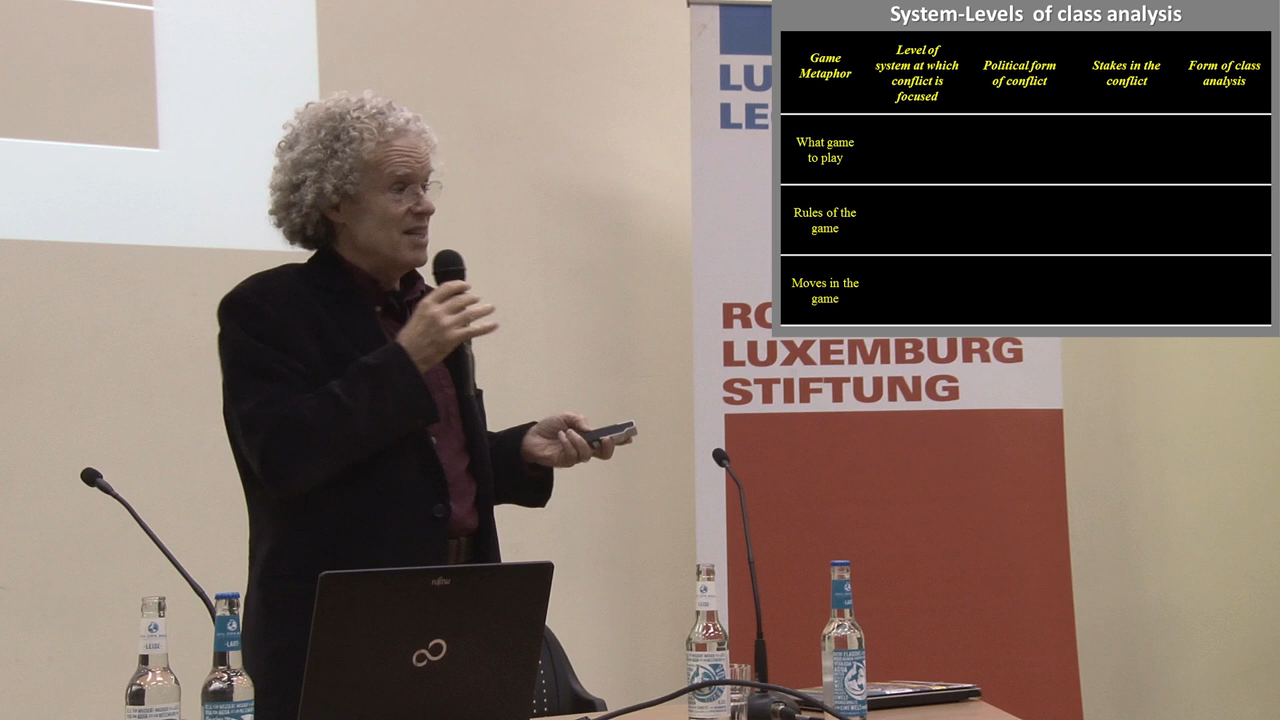 System-Levels of class analysis
Game
Metaphor
Level of
system at which
conflict is
focused
Political form
of conflict
Stakes in the
conflict
Form of class
analysis
What game
to play
Rules of the
game
Moves in the
game
LU
LE
RO
LUXEMBURG
STIFTUNG
FUJITSU
LEISE
LAUT